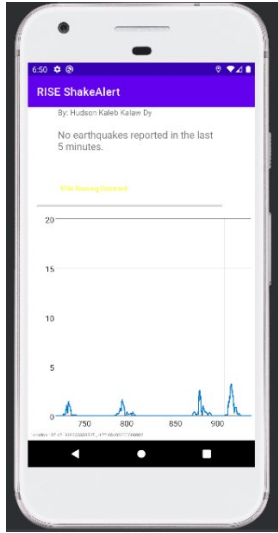 6:50
RISE ShakeAlert
By: Hudson Kaleb Kalaw Dy
No earthquakes reported in the last
5 minutes.
20
15
10
5
0
750 800 850 900